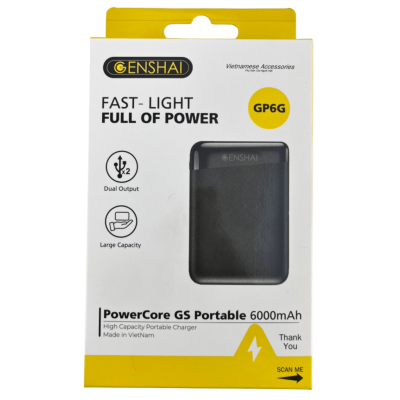 GENSHAI
Vietnamese Accessories
FAST- LIGHT
FULL OF POWER
GP6G
GENSHAI
x2
Dual Output
Large Capacity
PowerCore GS Portable 6000mAh
High Capacity Portable Charger
Made in VietNam
Thank
You
SCAN ME